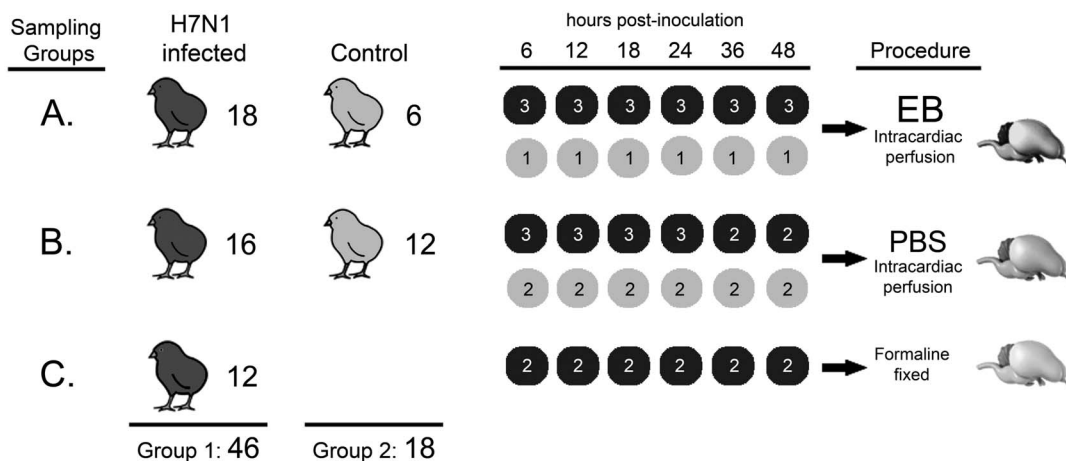 Sampling Groups
H7N1 infected
Control
hours post-inoculation
6 12 18 24 36 48
Procedure
A.
18
6
3 3 3 3 3 3
1 1 1 1 1 1
EB
Intracardiac
perfusion
B.
16
12
3 3 3 3 2 2
2 2 2 2 2 2
PBS
Intracardiac
perfusion
C.
12
2 2 2 2 2 2
Formaline
fixed
Group 1: 46
Group 2: 18